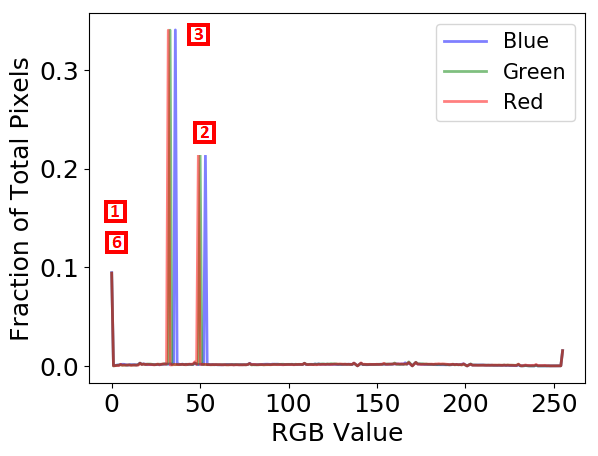 3
2
1
6
Blue
Green
Red
Fraction of Total Pixels
0.3
0.2
0.1
0.0
0 50 100 150 200 250
RGB Value